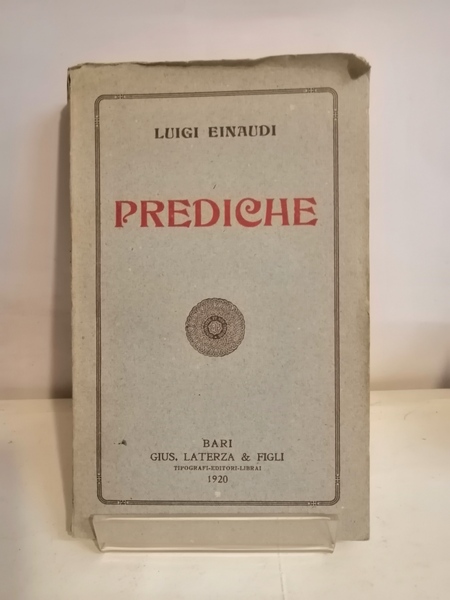 LUIGI EINAUDI
PREDICHE
BARI
GIUS. LATERZA & FIGLI
TIPOGRAFI-EDITORI-LIBRAI
1920